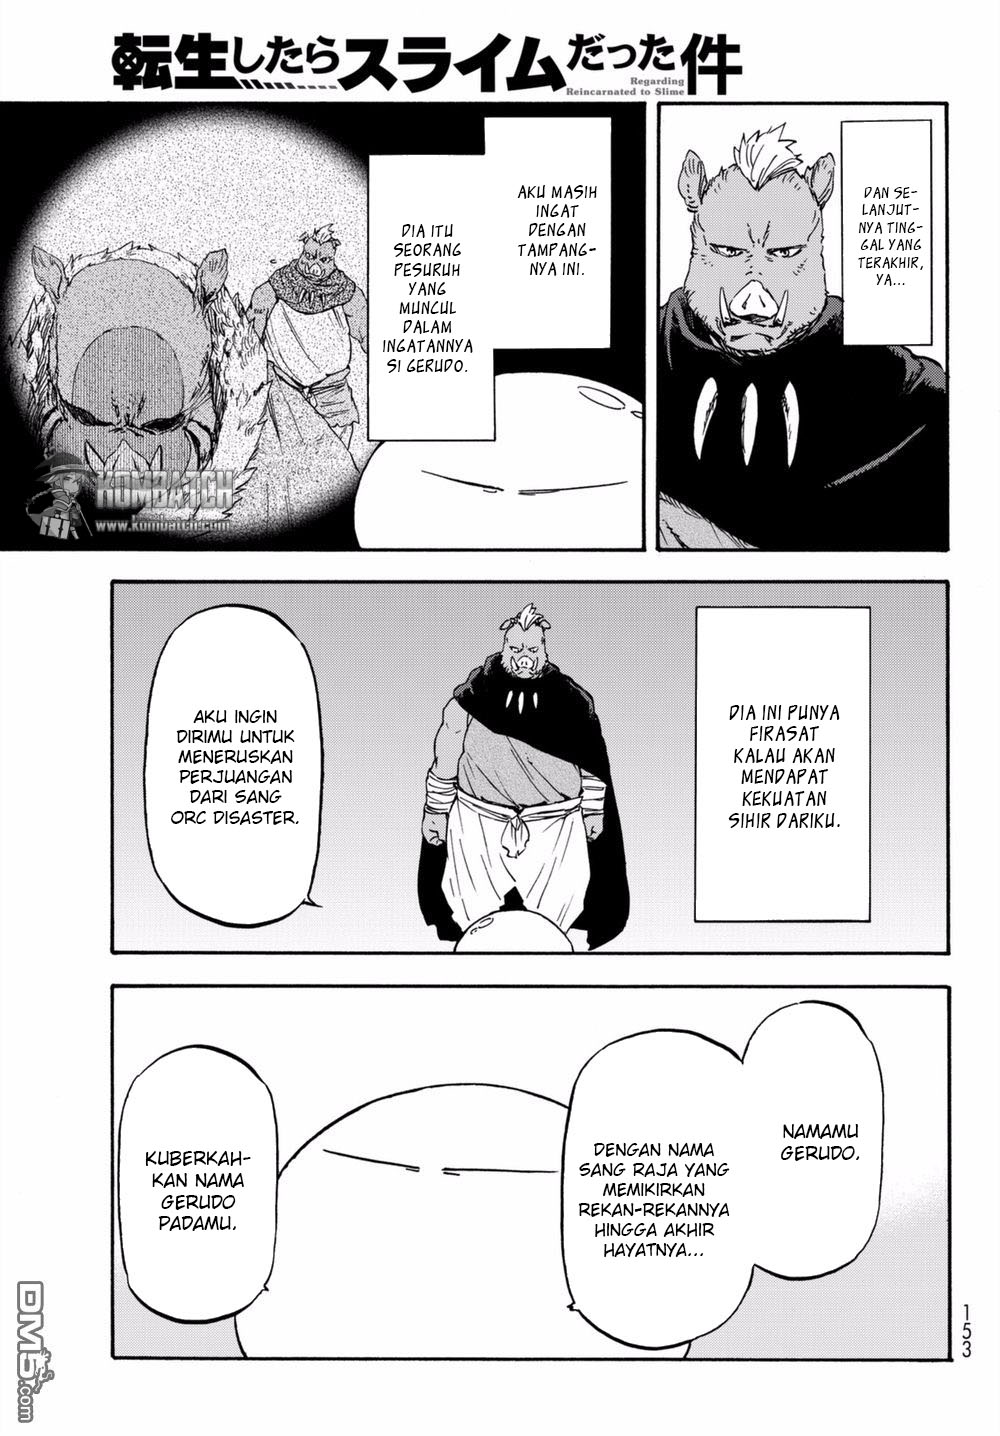 転生したらスライムだった件
Regarding
Reincarnated to Slime
DAN SE-
LANJUT-
NYA TING-
GAL YANG
TERAKHIR,
YA...
AKU MASIH
INGAT
DENGAN
TAMPANG-
NYA INI.
DIA ITU
SEORANG
PESURUH
YANG
MUNCUL
DALAM
INGATANNYA
SI GERUDO.
KOMBATCH
www.kombatch.com
DIA INI PUNYA
FIRASAT
KALAU AKAN
MENDAPAT
KEKUATAN
SIHIR DARIKU.
AKU INGIN
DIRIMU UNTUK
MENERUSKAN
PERJUANGAN
DARI SANG
ORC DISASTER.
NAMAMU
GERUDO.
DENGAN NAMA
SANG RAJA YANG
MEMIKIRKAN
REKAN-REKANNYA
HINGGA AKHIR
HAYATNYA...
KUBERKAH-
KAN NAMA
GERUDO
PADAMU.
153
DM5.com